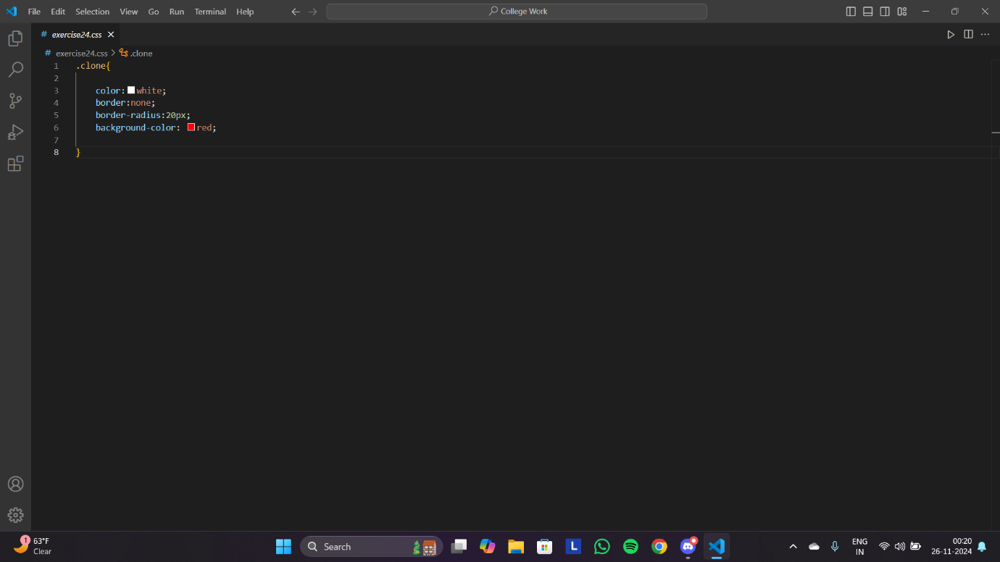 File Edit Selection View Go Run Terminal Help
College Work
# exercise24.css
# exercise24.css > .clone
1 .clone{
2
3 color: white;
4 border:none;
5 border-radius:20px;
6 background-color: red;
7
8 }
1
63°F
Clear
Search
L
ENG
IN
00:20
26-11-2024